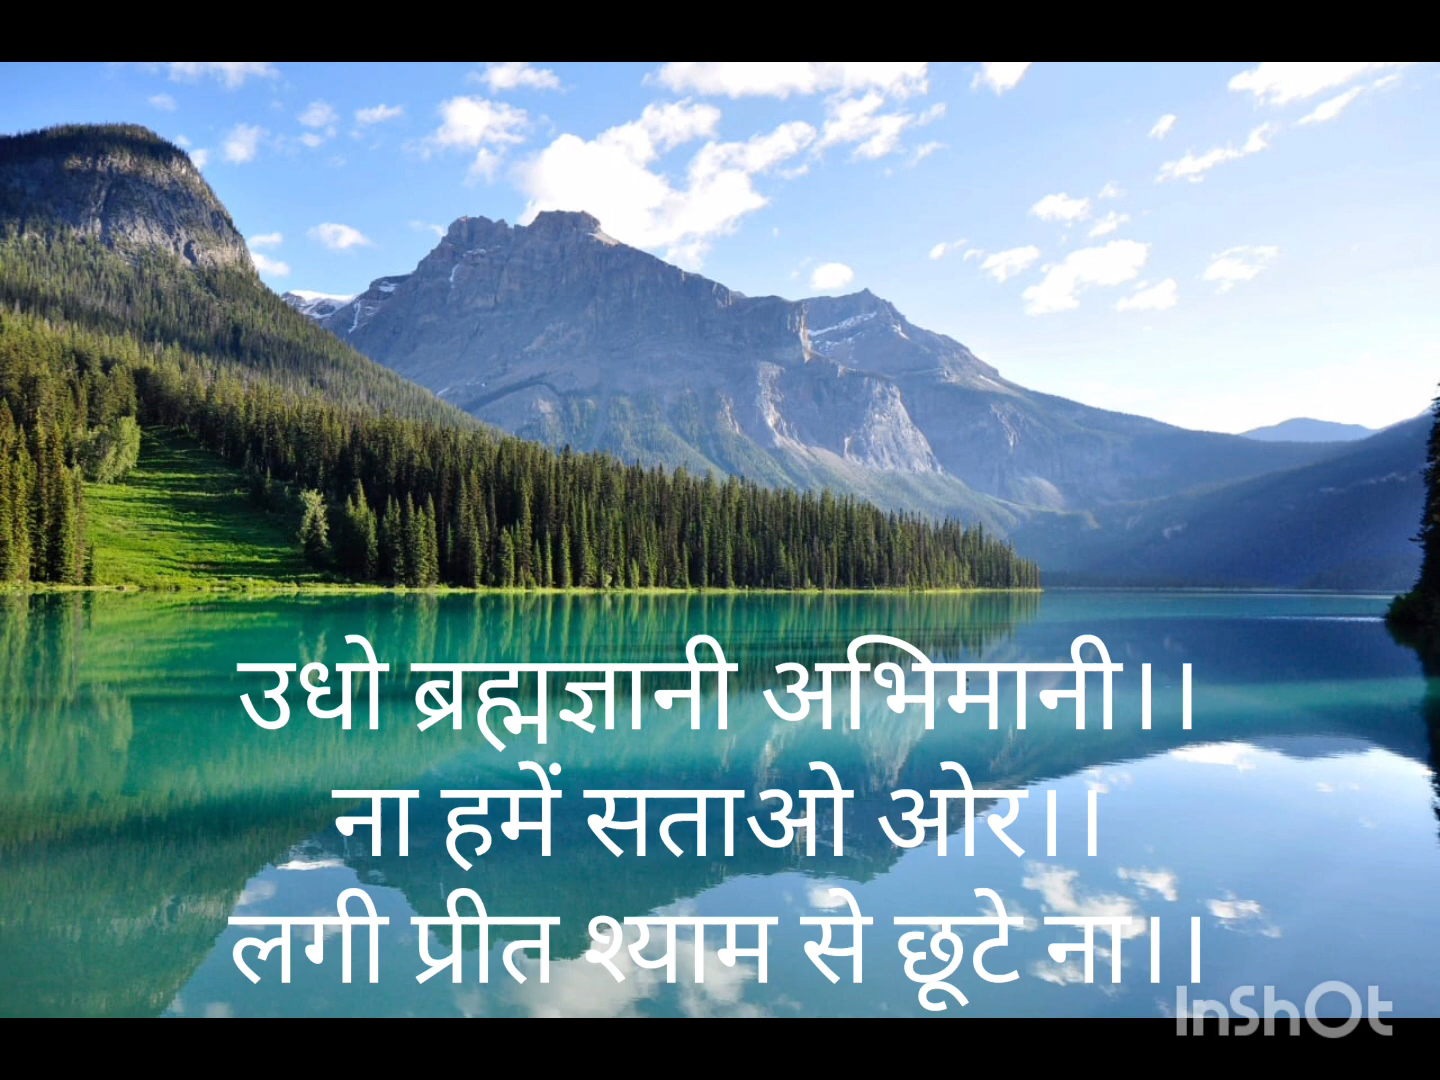 उधो ब्रह्मज्ञानी अभिमानी।।
ना हमें सताओ ओर।।
लगी प्रीत श्याम से छूटे ना।।
InShOt